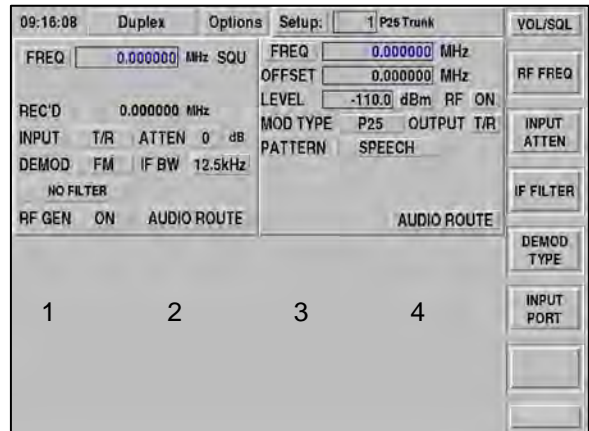 09:16:08 Duplex Options Setup: 1 P25 Trunk
FREQ 0.000000 MHz SQU
REC'D 0.000000 MHz
INPUT T/R ATTEN 0 dB
DEMOD FM IF BW 12.5kHz
NO FILTER
RF GEN ON AUDIO ROUTE
FREQ 0.000000 MHz
OFFSET 0.000000 MHz
LEVEL -110.0 dBm RF ON
MOD TYPE P25 OUTPUT T/R
PATTERN SPEECH
AUDIO ROUTE
1 2 3 4
VOL/SQL
RF FREQ
INPUT
ATTEN
IF FILTER
DEMOD
TYPE
INPUT
PORT